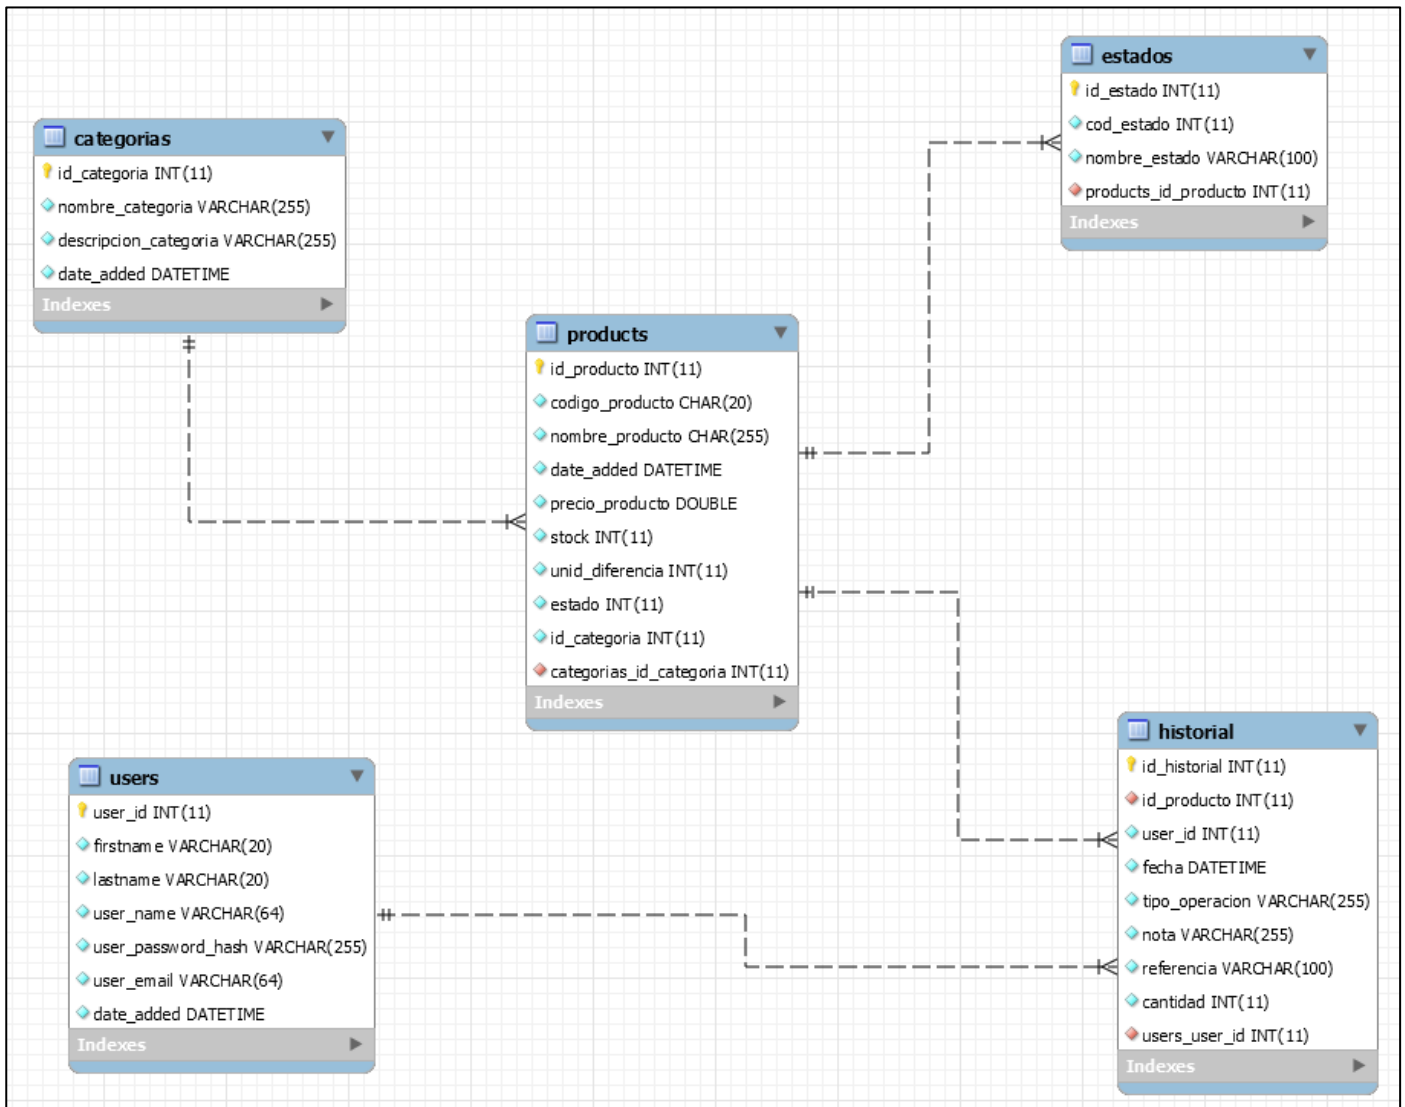 categorias
id_categoria INT(11)
nombre_categoria VARCHAR(255)
descripcion_categoria VARCHAR(255)
date_added DATETIME
Indexes
estados
id_estado INT(11)
cod_estado INT(11)
nombre_estado VARCHAR(100)
products_id_producto INT(11)
Indexes
products
id_producto INT(11)
codigo_producto CHAR(20)
nombre_producto CHAR(255)
date_added DATETIME
precio_producto DOUBLE
stock INT(11)
unid_diferencia INT(11)
estado INT(11)
id_categoria INT(11)
categorias_id_categoria INT(11)
Indexes
users
user_id INT(11)
firstname VARCHAR(20)
lastname VARCHAR(20)
user_name VARCHAR(64)
user_password_hash VARCHAR(255)
user_email VARCHAR(64)
date_added DATETIME
Indexes
historial
id_historial INT(11)
id_producto INT(11)
user_id INT(11)
fecha DATETIME
tipo_operacion VARCHAR(255)
nota VARCHAR(255)
referencia VARCHAR(100)
cantidad INT(11)
users_user_id INT(11)
Indexes